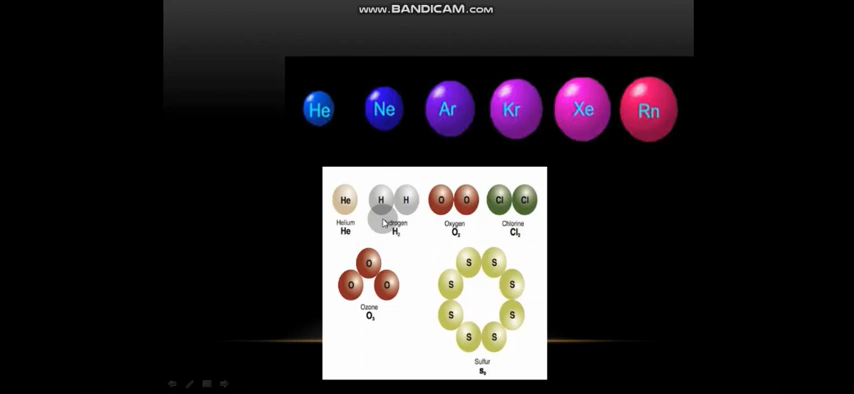 www.BANDICAM.com
He Ne Ar Kr Xe Rn
He H H O O Cl Cl
Helium Hydrogen Oxygen Chlorine
He H₂ O₂ Cl₂
O
O O
Ozone
O₃
S S
S S
S S
S S
Sulfur
S₈